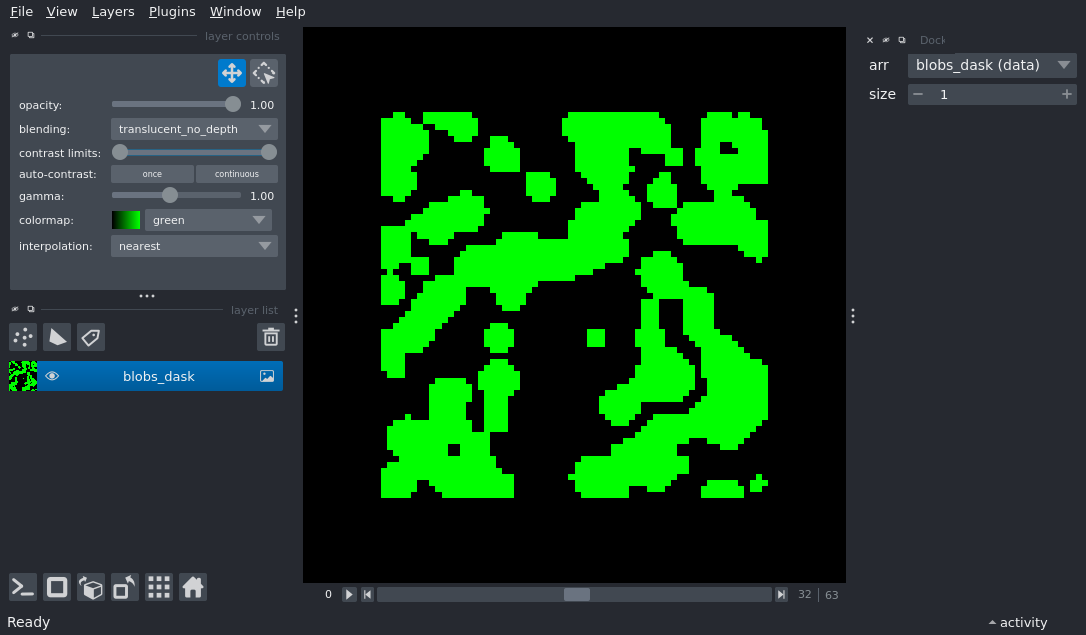 File View Layers Plugins Window Help
layer controls
opacity: 1.00
blending: translucent_no_depth
contrast limits:
auto-contrast: once continuous
gamma: 1.00
colormap: green
interpolation: nearest
layer list
blobs_dask
Dock
arr blobs_dask (data)
size 1
0 32 63
Ready activity